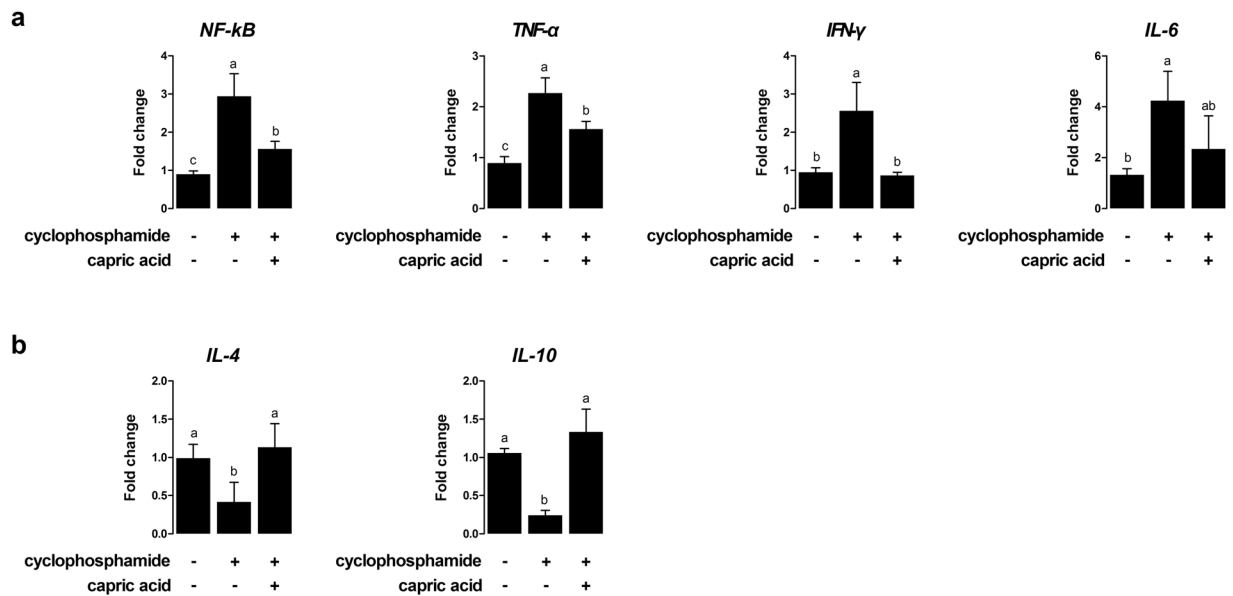 a
NF-kB
TNF-α
IFN-γ
IL-6
4
3
2
1
0
Fold change
c
a
b
3
2
1
0
Fold change
c
a
b
4
3
2
1
0
Fold change
b
a
b
6
4
2
0
Fold change
b
a
ab
cyclophosphamide - + +
capric acid - - +
cyclophosphamide - + +
capric acid - - +
cyclophosphamide - + +
capric acid - - +
cyclophosphamide - + +
capric acid - - +
b
IL-4
IL-10
2.0
1.5
1.0
0.5
0.0
Fold change
a
b
a
2.0
1.5
1.0
0.5
0.0
Fold change
a
b
a
cyclophosphamide - + +
capric acid - - +
cyclophosphamide - + +
capric acid - - +